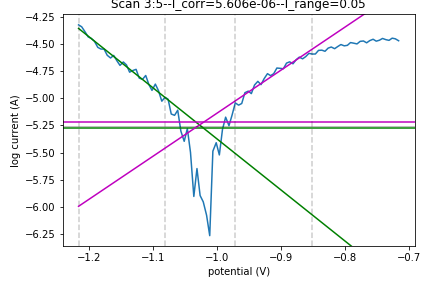 Scan 3:5--I_corr=5.606e-06--I_range=0.05
−4.25
−4.50
−4.75
−5.00
−5.25
−5.50
−5.75
−6.00
−6.25
log current (A)
−1.2 −1.1 −1.0 −0.9 −0.8 −0.7
potential (V)